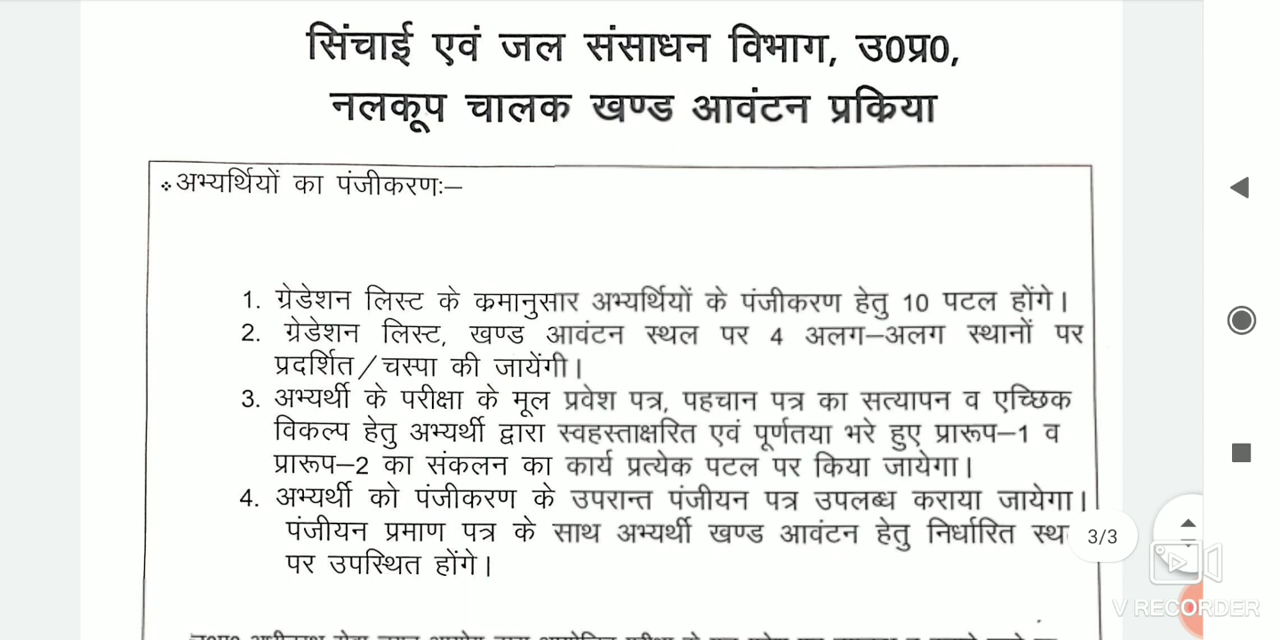 सिंचाई एवं जल संसाधन विभाग, उ0प्र0,
नलकूप चालक खण्ड आवंटन प्रकिया
❖ अभ्यर्थियों का पंजीकरणः–
1. ग्रेडेशन लिस्ट के क्रमानुसार अभ्यर्थियों के पंजीकरण हेतु 10 पटल होंगे।
2. ग्रेडेशन लिस्ट, खण्ड आवंटन स्थल पर 4 अलग–अलग स्थानों पर
प्रदर्शित/चस्पा की जायेंगी।
3. अभ्यर्थी के परीक्षा के मूल प्रवेश पत्र, पहचान पत्र का सत्यापन व एच्छिक
विकल्प हेतु अभ्यर्थी द्वारा स्वहस्ताक्षरित एवं पूर्णतया भरे हुए प्रारूप–1 व
प्रारूप–2 का संकलन का कार्य प्रत्येक पटल पर किया जायेगा।
4. अभ्यर्थी को पंजीकरण के उपरान्त पंजीयन पत्र उपलब्ध कराया जायेगा।
पंजीयन प्रमाण पत्र के साथ अभ्यर्थी खण्ड आवंटन हेतु निर्धारित स्थ
3/3
पर उपस्थित होंगे।
V RECORDER